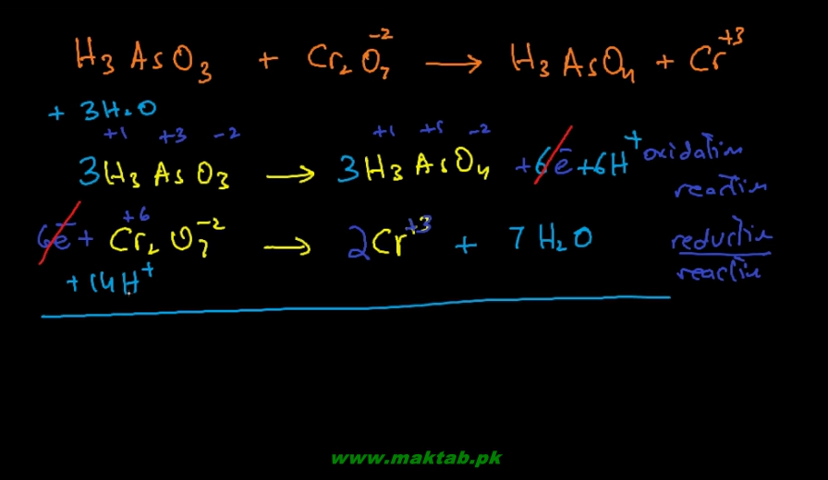 H₃AsO₃ + Cr₂O₇⁻² → H₃AsO₄ + Cr⁺³
+ 3H₂O
+1 +3 -2 +1 +5 -2
3H₃AsO₃ → 3H₃AsO₄ + 6e⁻ + 6H⁺ oxidation reaction
+6
6e⁻ + Cr₂O₇⁻² → 2Cr⁺³ + 7H₂O reduction reaction
+ 14H⁺
www.maktab.pk